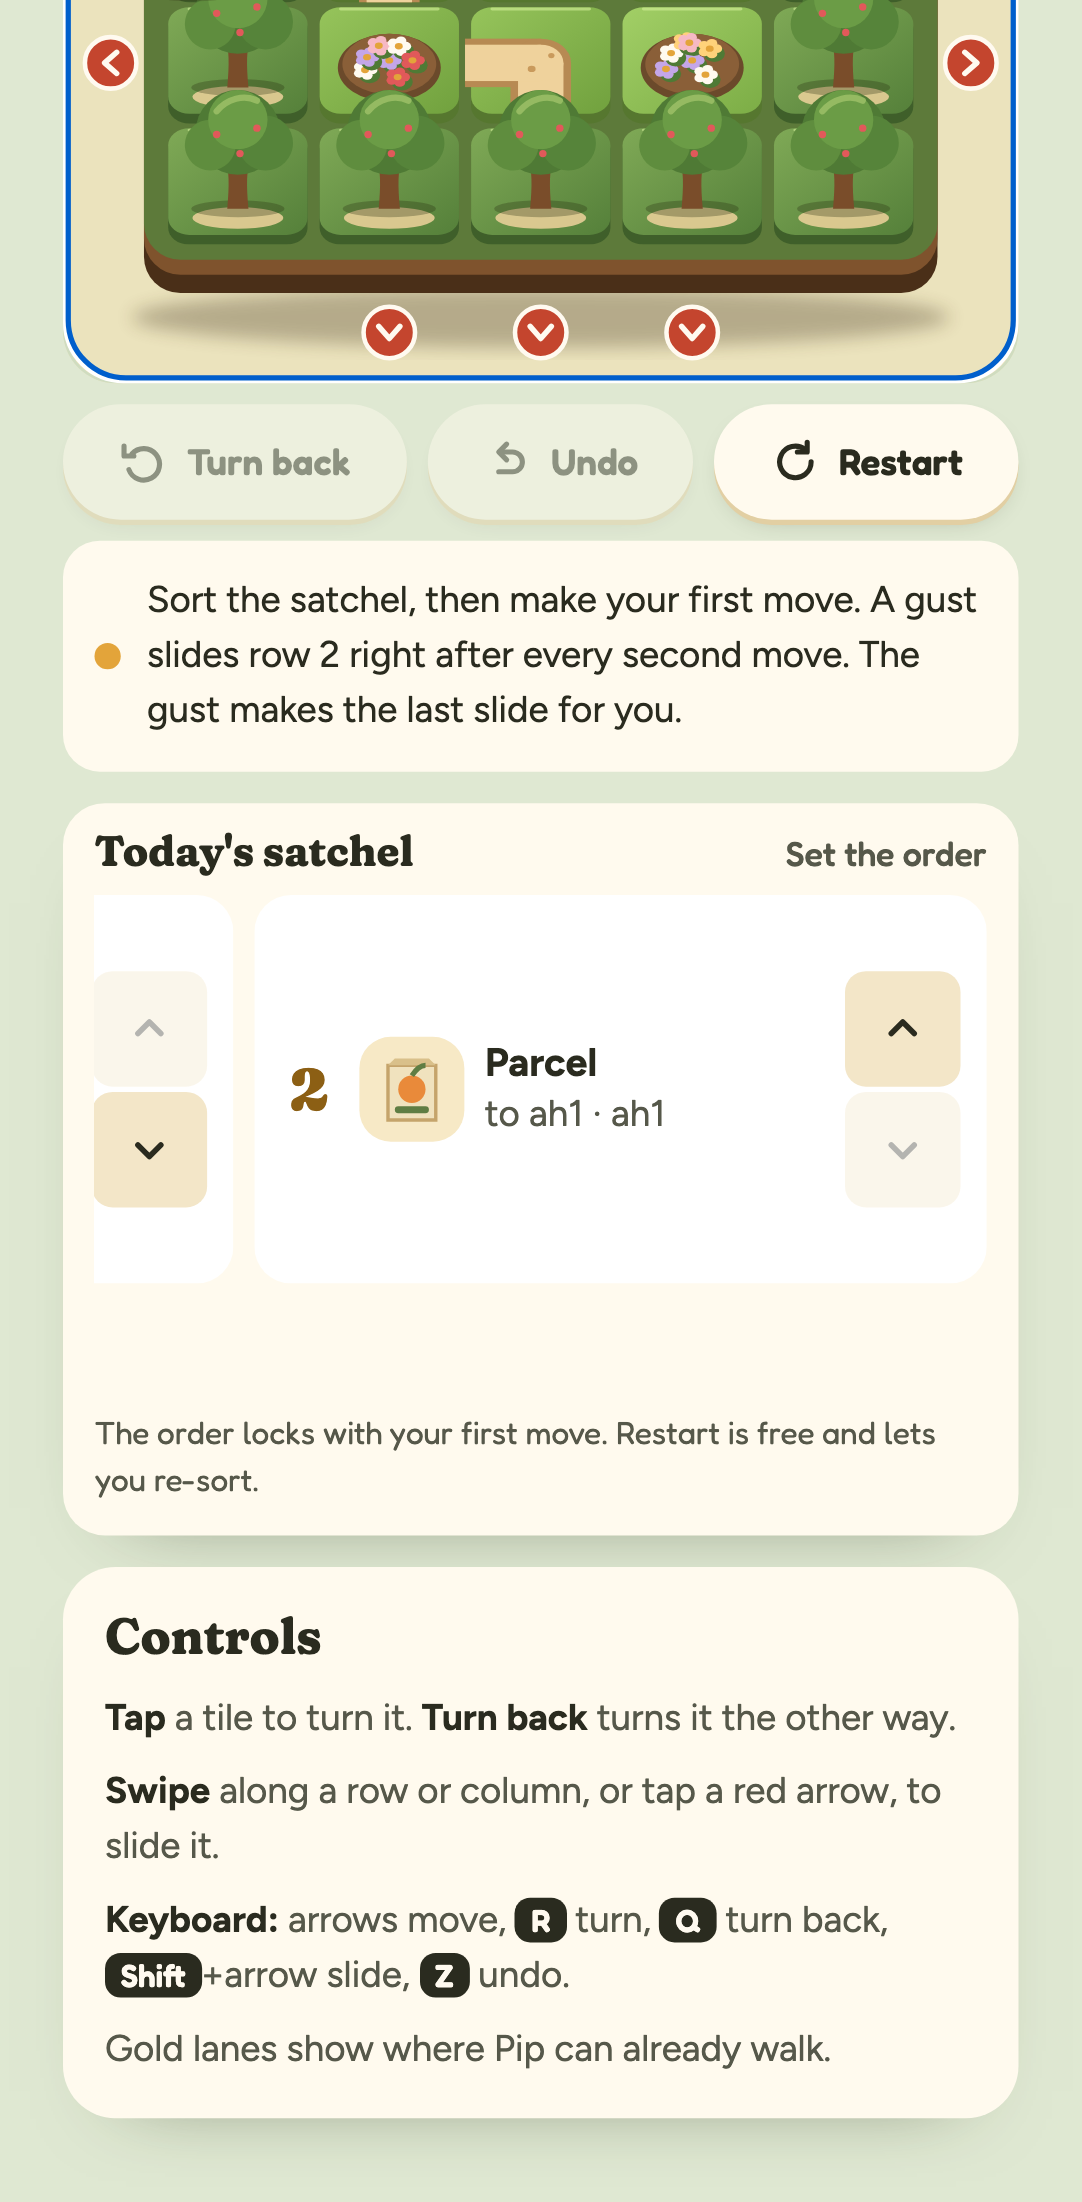 Turn back
Undo
Restart
Sort the satchel, then make your first move. A gust
slides row 2 right after every second move. The
gust makes the last slide for you.
Today's satchel
Set the order
2
Parcel
to ah1 · ah1
The order locks with your first move. Restart is free and lets
you re-sort.
Controls
Tap a tile to turn it. Turn back turns it the other way.
Swipe along a row or column, or tap a red arrow, to
slide it.
Keyboard: arrows move, R turn, Q turn back,
Shift+arrow slide, Z undo.
Gold lanes show where Pip can already walk.